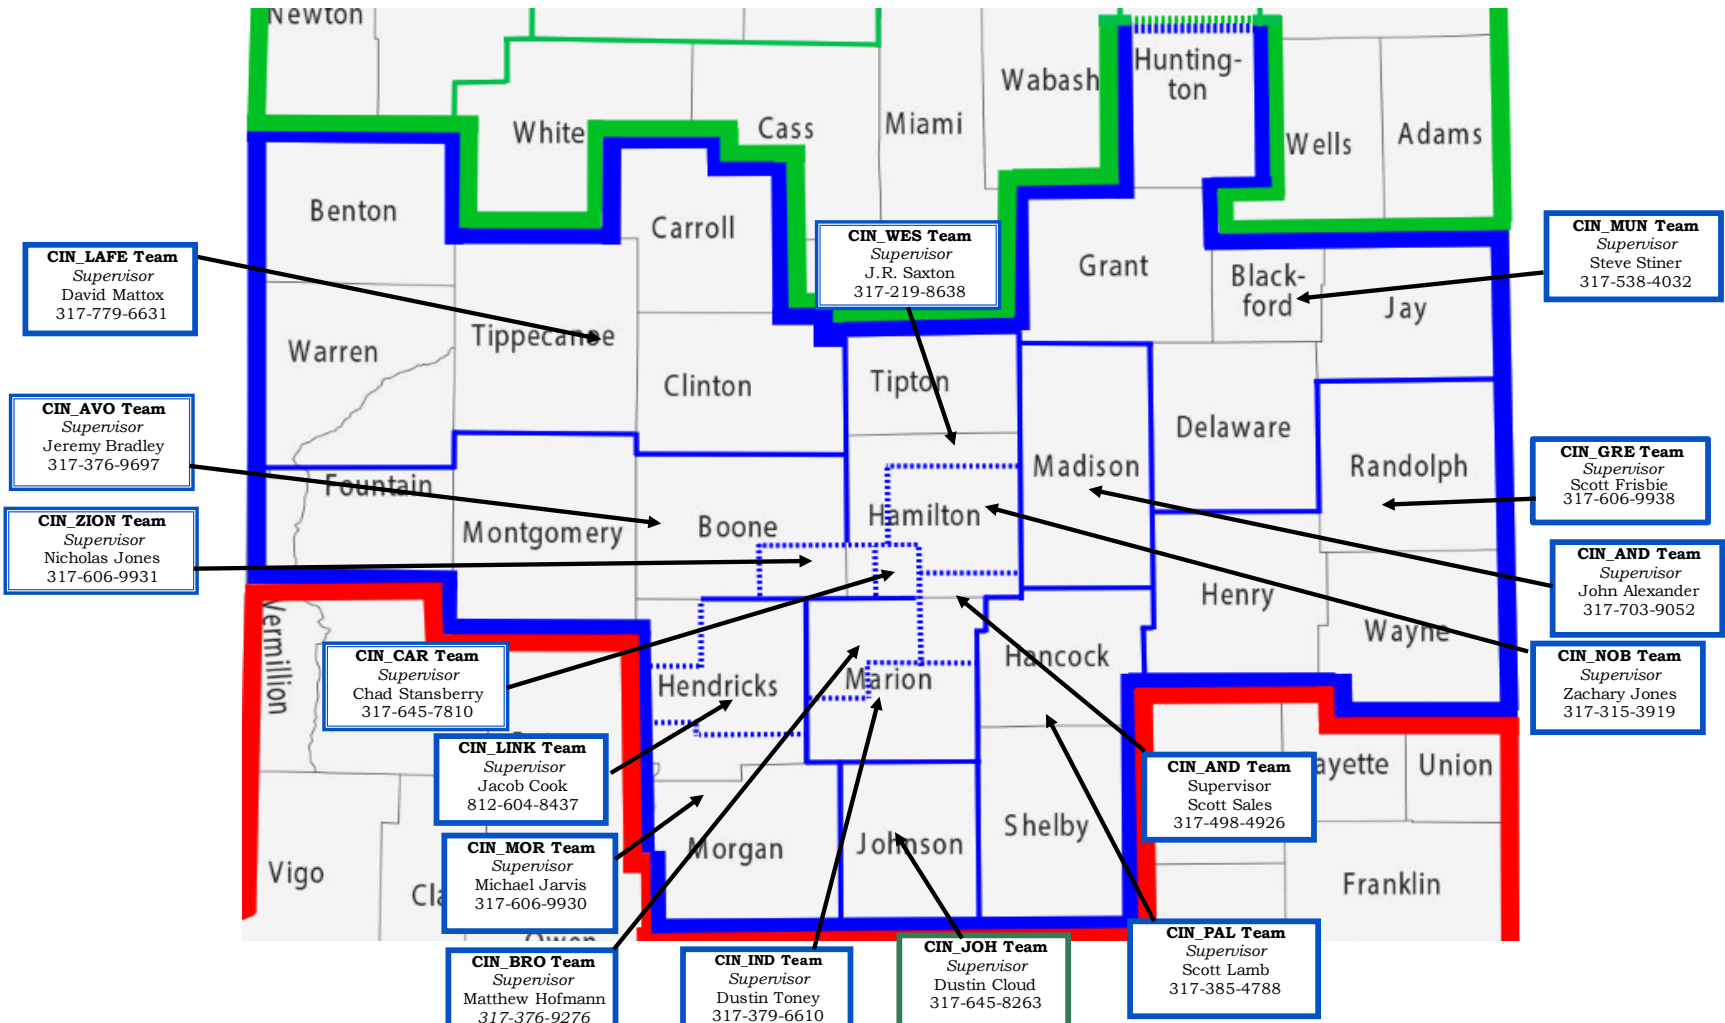 Newton
White
Cass
Miami
Wabash
Hunting-
ton
Wells
Adams
Benton
Carroll
Grant
Black-
ford
Jay
Warren
Tippecanoe
Clinton
Tipton
Delaware
Randolph
Madison
Fountain
Montgomery
Boone
Hamilton
Henry
Wayne
Vermillion
Hendricks
Marion
Hancock
ayette
Union
Vigo
Cla
Owen
Morgan
Johnson
Shelby
Franklin
CIN_LAFE Team
Supervisor
David Mattox
317-779-6631
CIN_WES Team
Supervisor
J.R. Saxton
317-219-8638
CIN_MUN Team
Supervisor
Steve Stiner
317-538-4032
CIN_AVO Team
Supervisor
Jeremy Bradley
317-376-9697
CIN_GRE Team
Supervisor
Scott Frisbie
317-606-9938
CIN_ZION Team
Supervisor
Nicholas Jones
317-606-9931
CIN_AND Team
Supervisor
John Alexander
317-703-9052
CIN_CAR Team
Supervisor
Chad Stansberry
317-645-7810
CIN_NOB Team
Supervisor
Zachary Jones
317-315-3919
CIN_LINK Team
Supervisor
Jacob Cook
812-604-8437
CIN_AND Team
Supervisor
Scott Sales
317-498-4926
CIN_MOR Team
Supervisor
Michael Jarvis
317-606-9930
CIN_BRO Team
Supervisor
Matthew Hofmann
317-376-9276
CIN_IND Team
Supervisor
Dustin Toney
317-379-6610
CIN_JOH Team
Supervisor
Dustin Cloud
317-645-8263
CIN_PAL Team
Supervisor
Scott Lamb
317-385-4788